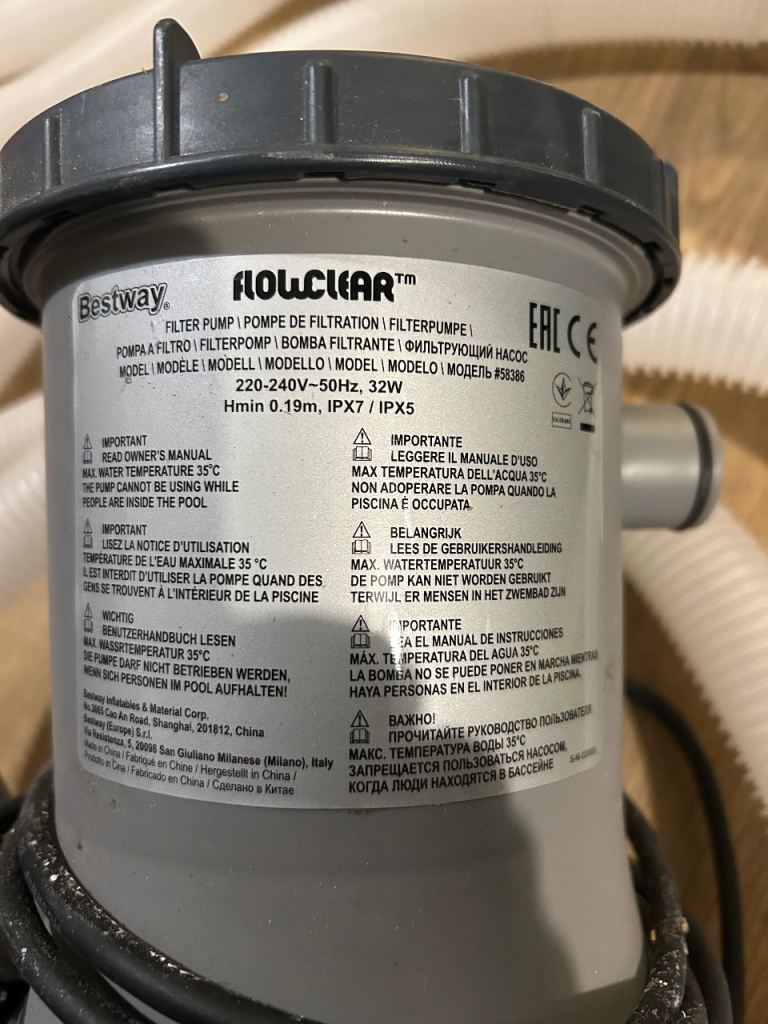 Bestway®
FLOWCLEAR™
FILTER PUMP \ POMPE DE FILTRATION \ FILTERPUMPE \
POMPA A FILTRO \ FILTERPOMP \ BOMBA FILTRANTE \ ФИЛЬТРУЮЩИЙ НАСОС
MODEL \ MODÈLE \ MODELL \ MODELLO \ MODEL \ MODELO \ МОДЕЛЬ #58386
220-240V~50Hz, 32W
Hmin 0.19m, IPX7 / IPX5
EAC CE
IMPORTANT
READ OWNER'S MANUAL
MAX. WATER TEMPERATURE 35°C
THE PUMP CANNOT BE USING WHILE
PEOPLE ARE INSIDE THE POOL
IMPORTANT
LISEZ LA NOTICE D'UTILISATION
TEMPÉRATURE DE L'EAU MAXIMALE 35 °C
IL EST INTERDIT D'UTILISER LA POMPE QUAND DES
GENS SE TROUVENT À L'INTÉRIEUR DE LA PISCINE
WICHTIG
BENUTZERHANDBUCH LESEN
MAX. WASSRTEMPERATUR 35°C
DIE PUMPE DARF NICHT BETRIEBEN WERDEN,
WENN SICH PERSONEN IM POOL AUFHALTEN!
Bestway Inflatables & Material Corp.
No.3065 Cao An Road, Shanghai, 201812, China
Bestway (Europe) S.r.l.
Via Resistenza, 5, 20098 San Giuliano Milanese (Milano), Italy
Made in China / Fabriqué en Chine / Hergestellt in China /
Prodotto in Cina / Fabricado en China / Сделано в Китае
IMPORTANTE
LEGGERE IL MANUALE D'USO
MAX TEMPERATURA DELL'ACQUA 35°C
NON ADOPERARE LA POMPA QUANDO LA
PISCINA È OCCUPATA
BELANGRIJK
LEES DE GEBRUIKERSHANDLEIDING
MAX. WATERTEMPERATUUR 35°C
DE POMP KAN NIET WORDEN GEBRUIKT
TERWIJL ER MENSEN IN HET ZWEMBAD ZIJN
IMPORTANTE
LEA EL MANUAL DE INSTRUCCIONES
MÁX. TEMPERATURA DEL AGUA 35°C
LA BOMBA NO SE PUEDE PONER EN MARCHA MIENTRAS
HAYA PERSONAS EN EL INTERIOR DE LA PISCINA.
ВАЖНО!
ПРОЧИТАЙТЕ РУКОВОДСТВО ПОЛЬЗОВАТЕЛЯ
МАКС. ТЕМПЕРАТУРА ВОДЫ 35°C
ЗАПРЕЩАЕТСЯ ПОЛЬЗОВАТЬСЯ НАСОСОМ,
КОГДА ЛЮДИ НАХОДЯТСЯ В БАССЕЙНЕ